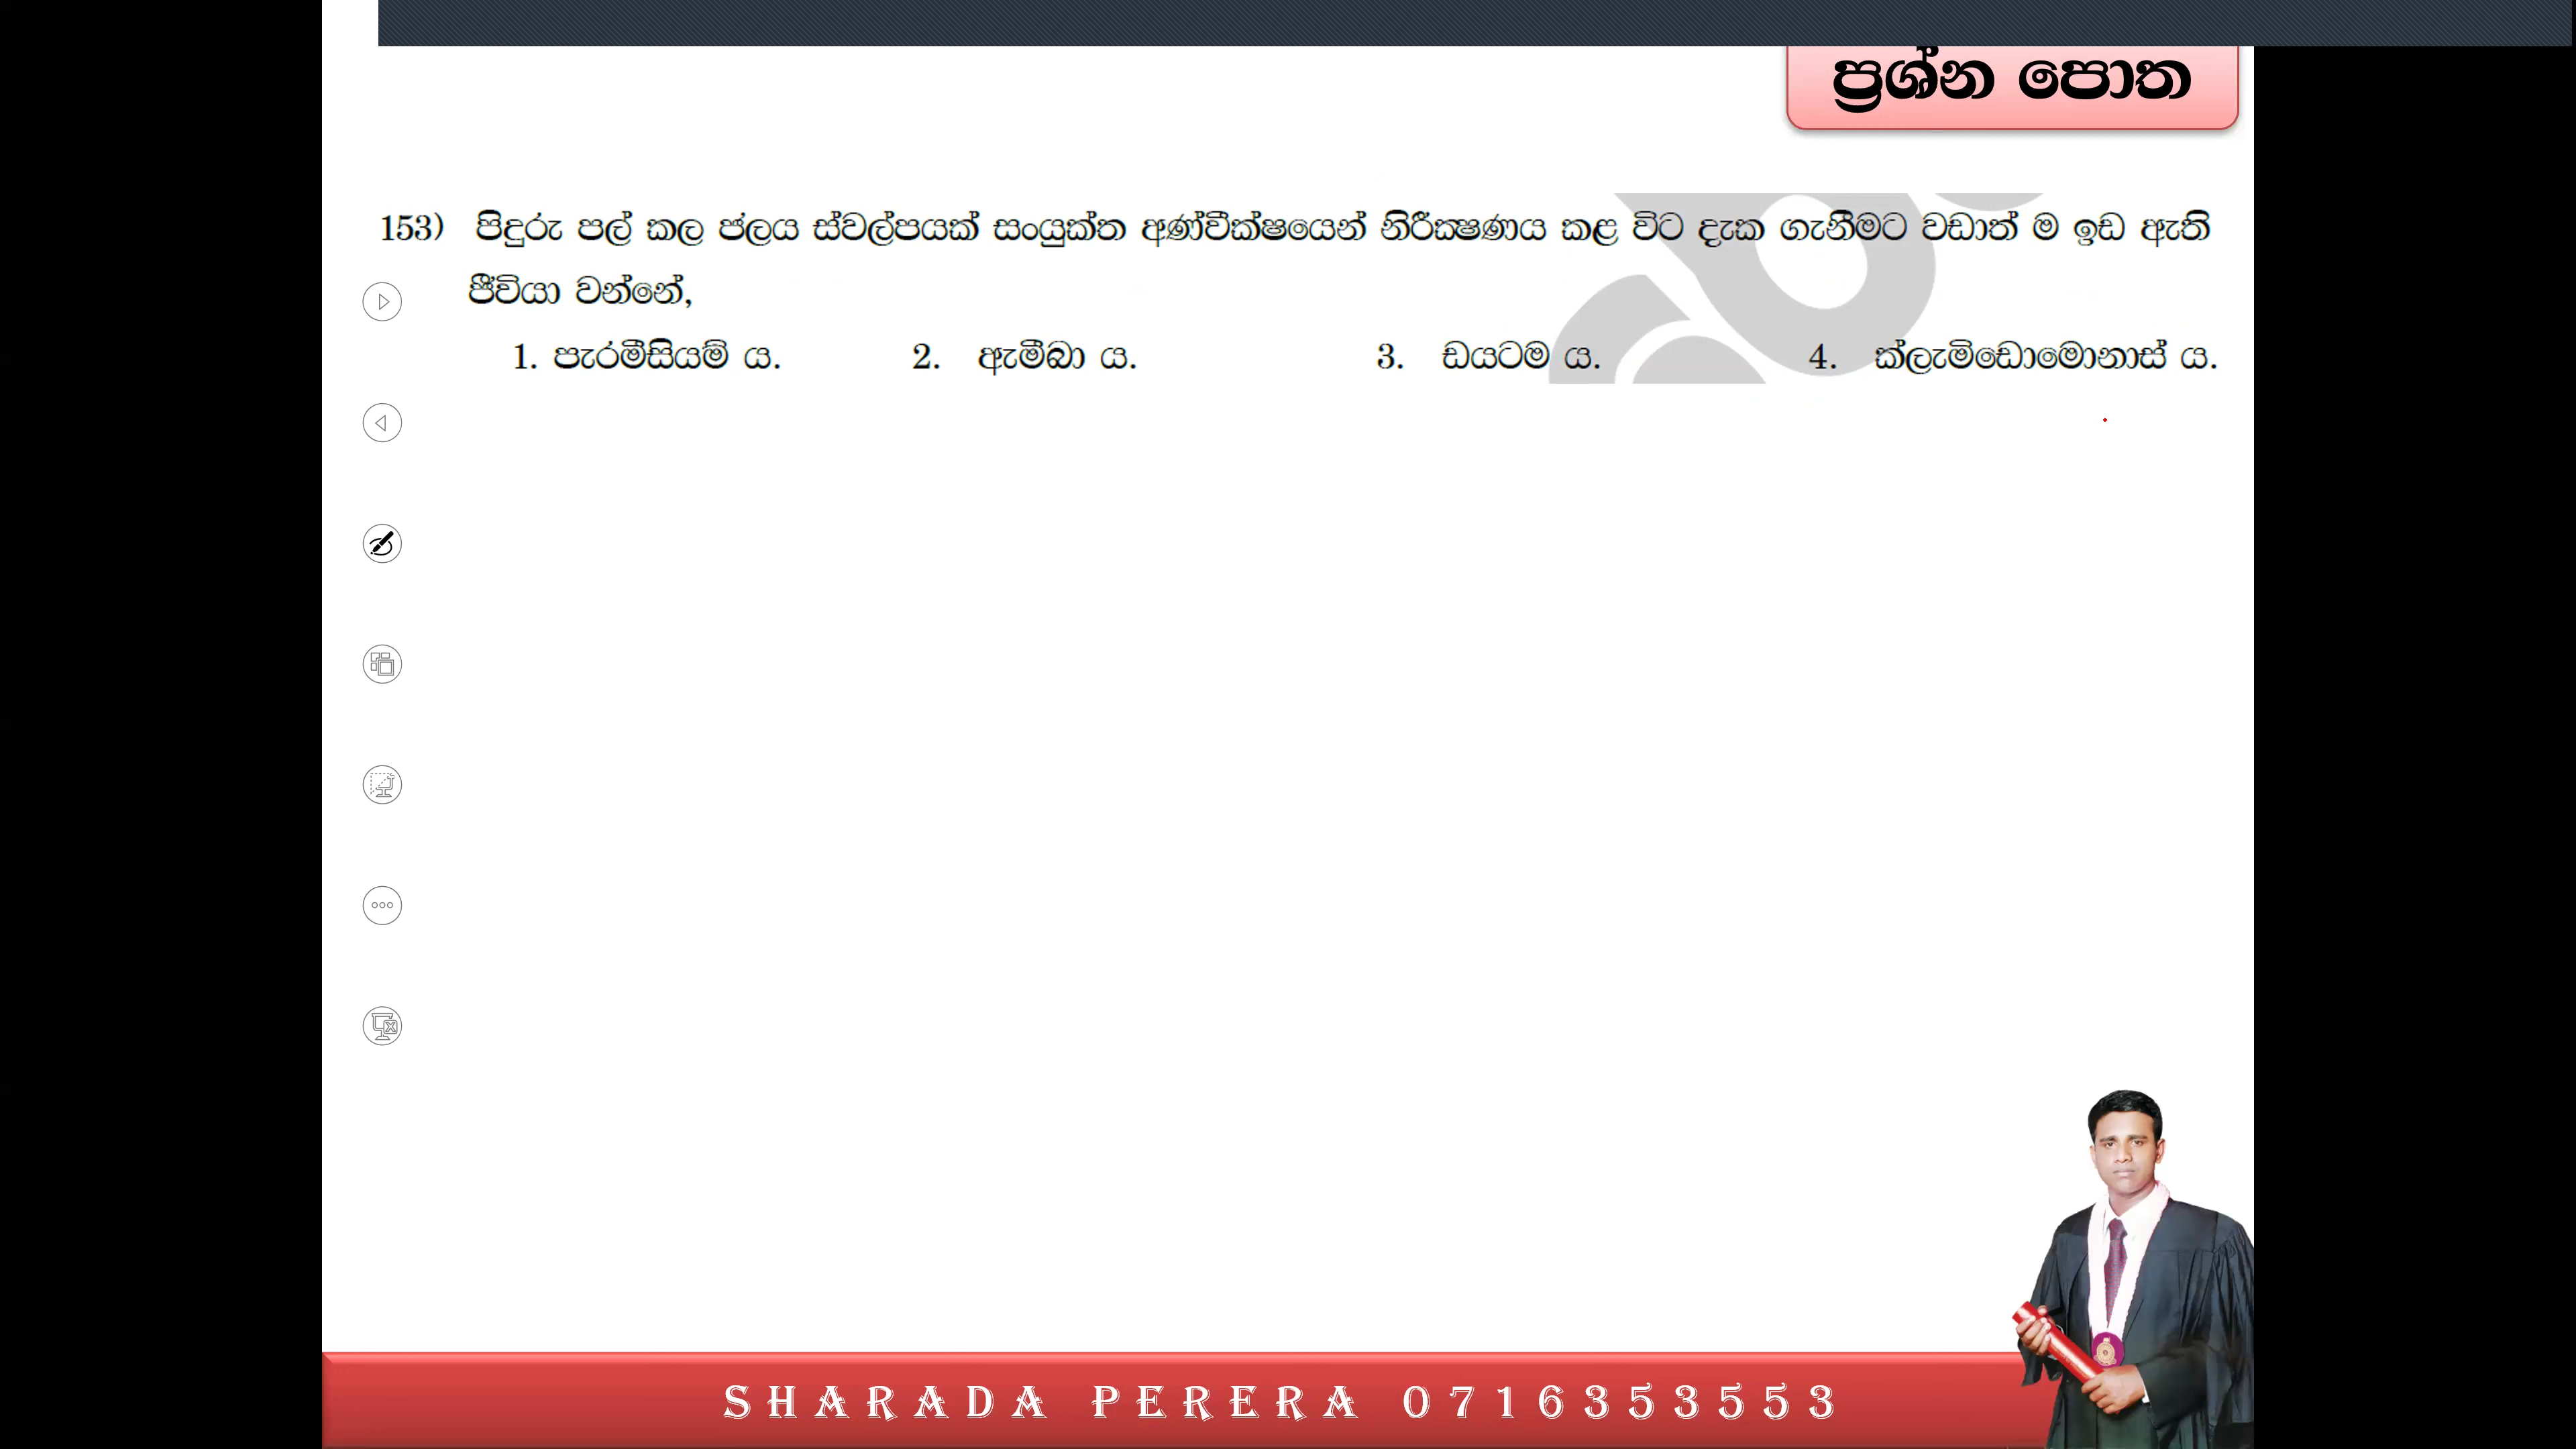 ප්‍රශ්න පොත
153) පිදුරු පල් කල ජලය ස්වල්පයක් සංයුක්ත අණ්වීක්ෂයෙන් නිරීක්ෂණය කළ විට දැක ගැනීමට වඩාත් ම ඉඩ ඇති
ජීවියා වන්නේ,
1. පැරමීසියම් ය. 2. ඇමීබා ය. 3. ඩයටම ය. 4. ක්ලැමිඩොමොනාස් ය.
SHARADA PERERA 0716353553